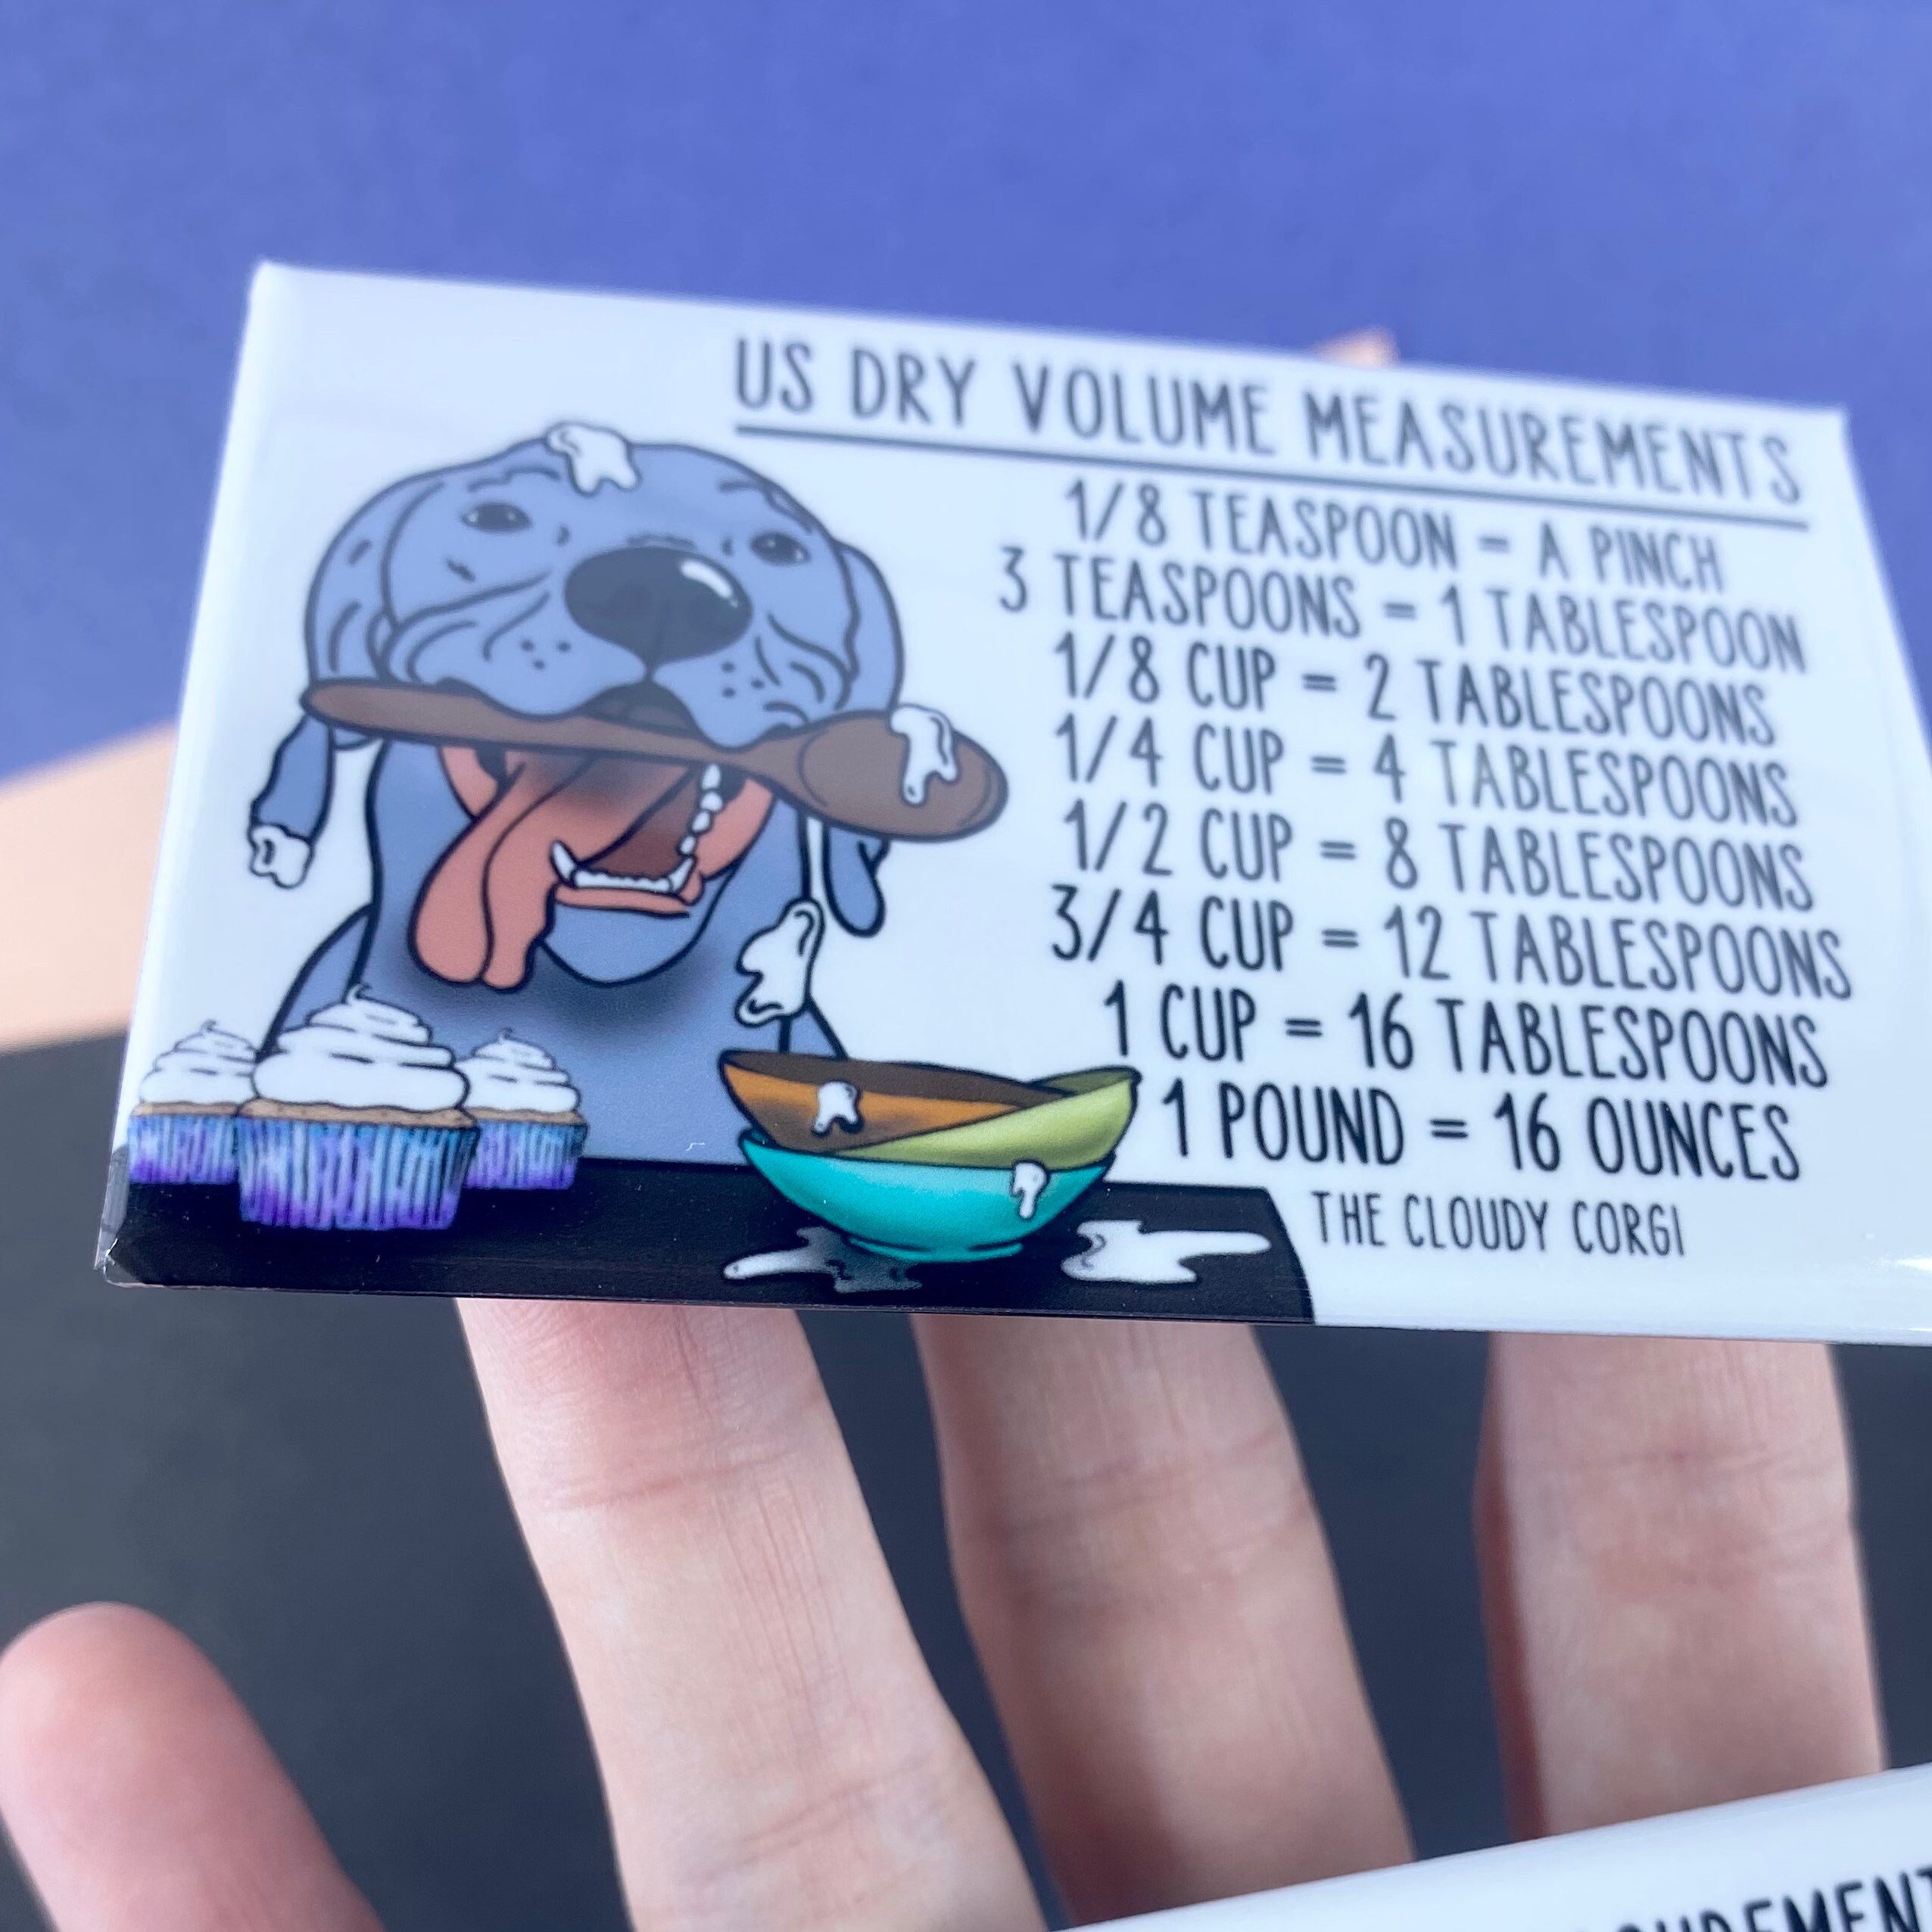 US DRY VOLUME MEASUREMENTS
1/8 TEASPOON = A PINCH
3 TEASPOONS = 1 TABLESPOON
1/8 CUP = 2 TABLESPOONS
1/4 CUP = 4 TABLESPOONS
1/2 CUP = 8 TABLESPOONS
3/4 CUP = 12 TABLESPOONS
1 CUP = 16 TABLESPOONS
1 POUND = 16 OUNCES
THE CLOUDY CORGI